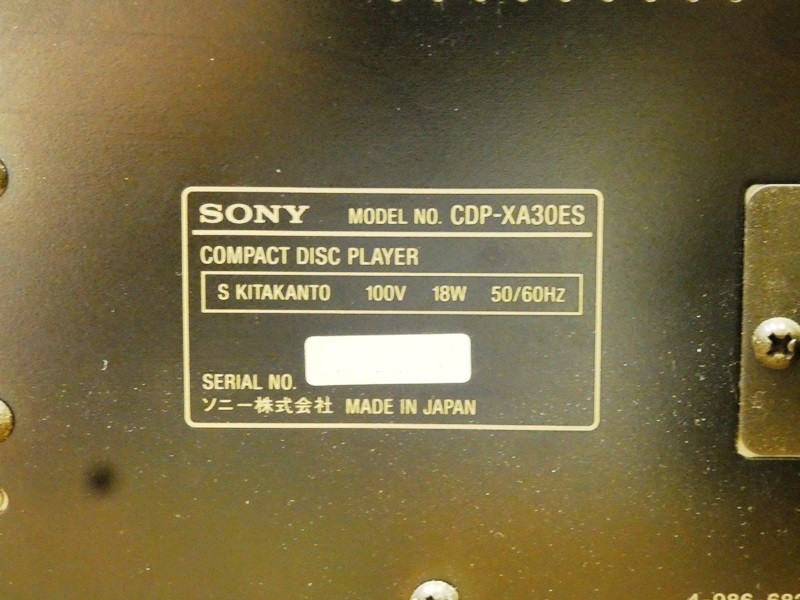 SONY MODEL NO. CDP-XA30ES
COMPACT DISC PLAYER
S KITAKANTO 100V 18W 50/60Hz
SERIAL NO.
ソニー株式会社 MADE IN JAPAN